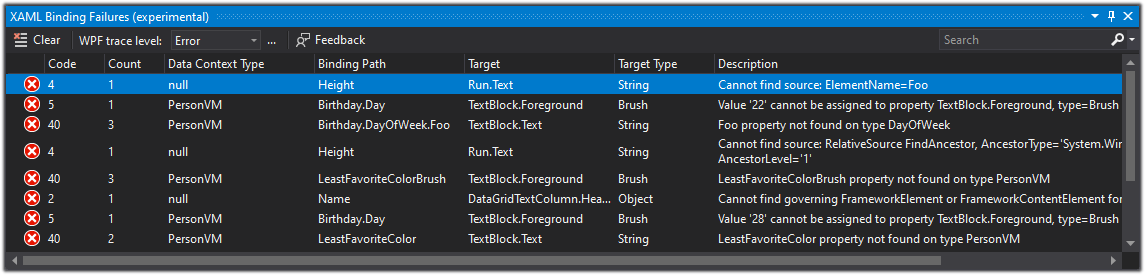 XAML Binding Failures (experimental)
Clear WPF trace level: Error ... Feedback Search
Code Count Data Context Type Binding Path Target Target Type Description
4 1 null Height Run.Text String Cannot find source: ElementName=Foo
5 1 PersonVM Birthday.Day TextBlock.Foreground Brush Value '22' cannot be assigned to property TextBlock.Foreground, type=Brush
40 3 PersonVM Birthday.DayOfWeek.Foo TextBlock.Text String Foo property not found on type DayOfWeek
4 1 null Height Run.Text String Cannot find source: RelativeSource FindAncestor, AncestorType='System.Wi
AncestorLevel='1'
40 3 PersonVM LeastFavoriteColorBrush TextBlock.Foreground Brush LeastFavoriteColorBrush property not found on type PersonVM
2 1 null Name DataGridTextColumn.Hea... Object Cannot find governing FrameworkElement or FrameworkContentElement for
5 1 PersonVM Birthday.Day TextBlock.Foreground Brush Value '28' cannot be assigned to property TextBlock.Foreground, type=Brush
40 2 PersonVM LeastFavoriteColor TextBlock.Text String LeastFavoriteColor property not found on type PersonVM